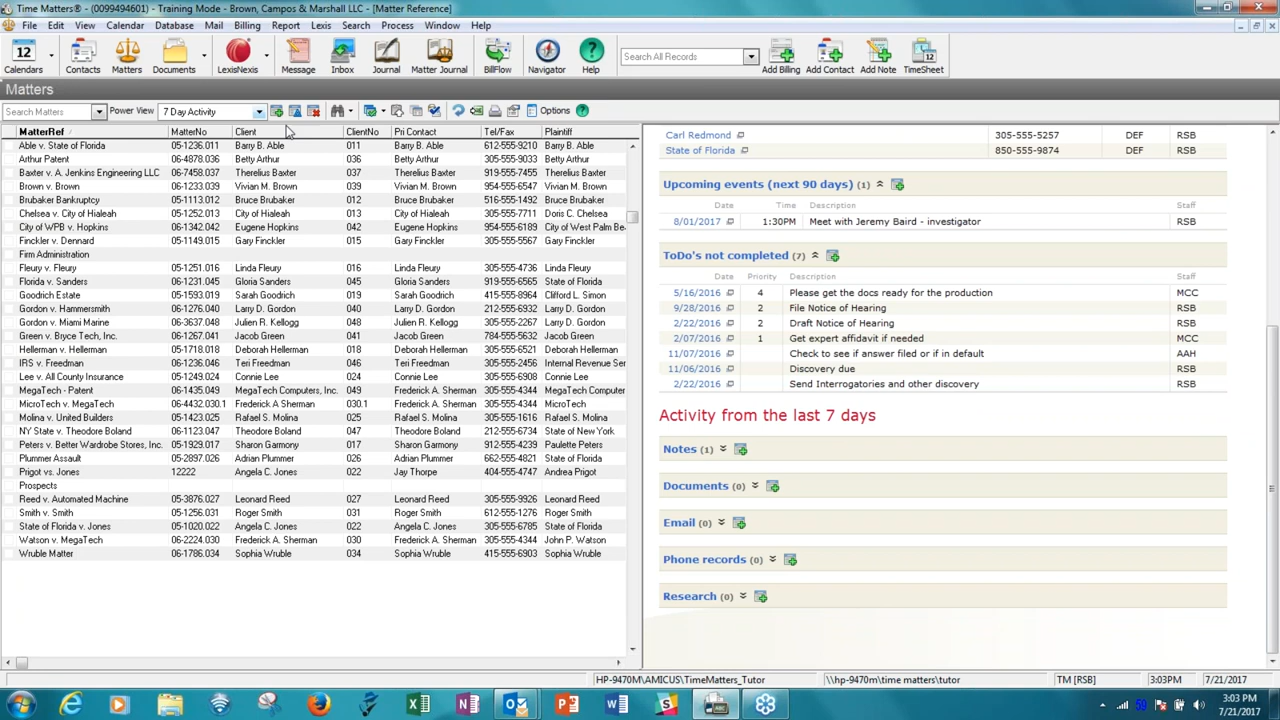 Time Matters® - (0099494601) - Training Mode - Brown, Campos & Marshall LLC - [Matter Reference]
File Edit View Calendar Database Mail Billing Report Lexis Search Process Window Help
12
Calendars Contacts Matters Documents LexisNexis Message Inbox Journal Matter Journal BillFlow Navigator Help Search All Records Add Billing Add Contact Add Note TimeSheet
Matters
Search Matters Power View 7 Day Activity Options
MatterRef MatterNo Client ClientNo Pri Contact Tel/Fax Plaintiff
Able v. State of Florida 05-1236.011 Barry B. Able 011 Barry B. Able 612-555-9210 Barry B. Able
Arthur Patent 06-4878.036 Betty Arthur 036 Betty Arthur 305-555-9033 Betty Arthur
Baxter v. A. Jenkins Engineering LLC 06-7458.037 Therelius Baxter 037 Therelius Baxter 919-555-7455 Therelius Baxter
Brown v. Brown 06-1233.039 Vivian M. Brown 039 Vivian M. Brown 954-555-6547 Vivian M. Brown
Brubaker Bankruptcy 05-1113.012 Bruce Brubaker 012 Bruce Brubaker 516-555-1492 Bruce Brubaker
Chelsea v. City of Hialeah 05-1252.013 City of Hialeah 013 City of Hialeah 305-555-7711 Doris C. Chelsea
City of WPB v. Hopkins 06-1342.042 Eugene Hopkins 042 Eugene Hopkins 954-555-6189 City of West Palm Bea
Finckler v. Dennard 05-1149.015 Gary Finckler 015 Gary Finckler 305-555-5567 Gary Finckler
Firm Administration
Fleury v. Fleury 05-1251.016 Linda Fleury 016 Linda Fleury 305-555-4736 Linda Fleury
Florida v. Sanders 06-1231.045 Gloria Sanders 045 Gloria Sanders 919-555-6565 State of Florida
Goodrich Estate 05-1593.019 Sarah Goodrich 019 Sarah Goodrich 954-555-6415 Clifford L. Simon
Gordon v. Hammersmith 06-1276.040 Larry D. Gordon 040 Larry D. Gordon 212-555-6932 Larry D. Gordon
Gordon v. Miami Marine 06-3637.048 Julien R. Kellogg 048 Julien R. Kellogg 305-555-2267 Larry D. Gordon
Green v. Bryce Tech, Inc. 06-1267.041 Jacob Green 041 Jacob Green 784-555-5632 Jacob Green
Hellerman v. Hellerman 05-1718.018 Deborah Hellerman 018 Deborah Hellerman 305-555-6521 Deborah Hellerman
IRS v. Freedman 06-1236.046 Teri Freedman 046 Teri Freedman 305-555-6236 Internal Revenue Ser
Lee v. All County Insurance 05-1249.024 Connie Lee 024 Connie Lee 305-555-6908 Connie Lee
MegaTech - Patent 06-6435.049 MegaTech Computers, Inc. 049 Frederick A. Sherman 305-555-4344 MegaTech Computer
MicroTech v. MegaTech 06-4432.030.1 Frederick A Sherman 030.1 Frederick A. Sherman 305-555-4344 MicroTech
Molina v. United Builders 05-1423.025 Rafael S. Molina 025 Rafael S. Molina 305-555-1616 Rafael S. Molina
NY State v. Theodore Boland 06-1123.047 Theodore Boland 047 Theodore Boland 212-555-6734 State of New York
Peters v. Better Wardrobe Stores, Inc. 05-1929.017 Sharon Garmony 017 Sharon Garmony 912-555-4239 Paulette Peters
Plummer Assault 05-2897.026 Adrian Plummer 026 Adrian Plummer 662-555-4821 State of Florida
Prigot vs. Jones 12222 Angela C. Jones 022 Jay Thorpe 404-555-4747 Andrea Prigot
Prospects
Reed v. Automated Machine 05-3876.027 Leonard Reed 027 Leonard Reed 305-555-9926 Leonard Reed
Smith v. Smith 05-1256.031 Roger Smith 031 Roger Smith 612-555-1276 Roger Smith
State of Florida v. Jones 05-1020.022 Angela C. Jones 022 Angela C. Jones 305-555-6785 State of Florida
Watson v. MegaTech 06-2224.030 Frederick A. Sherman 030 Frederick A. Sherman 305-555-4344 John P. Watson
Wruble Matter 06-1786.034 Sophia Wruble 034 Sophia Wruble 415-555-6903 Sophia Wruble
Carl Redmond 305-555-5257 DEF RSB
State of Florida 850-555-9874 DEF RSB
Upcoming events (next 90 days) (1)
Date Time Description Staff
8/01/2017 1:30PM Meet with Jeremy Baird - investigator RSB
ToDo's not completed (7)
Date Priority Description Staff
5/16/2016 4 Please get the docs ready for the production MCC
9/28/2016 2 File Notice of Hearing RSB
2/22/2016 2 Draft Notice of Hearing RSB
2/07/2016 1 Get expert affidavit if needed MCC
11/07/2016 Check to see if answer filed or if in default AAH
11/06/2016 Discovery due RSB
2/22/2016 Send Interrogatories and other discovery RSB
Activity from the last 7 days
Notes (1)
Documents (0)
Email (0)
Phone records (0)
Research (0)
HP-9470M\AMICUS\TimeMatters_Tutor \\hp-9470m\time matters\tutor TM [RSB] 3:03PM 7/21/2017
3:03 PM
7/21/2017